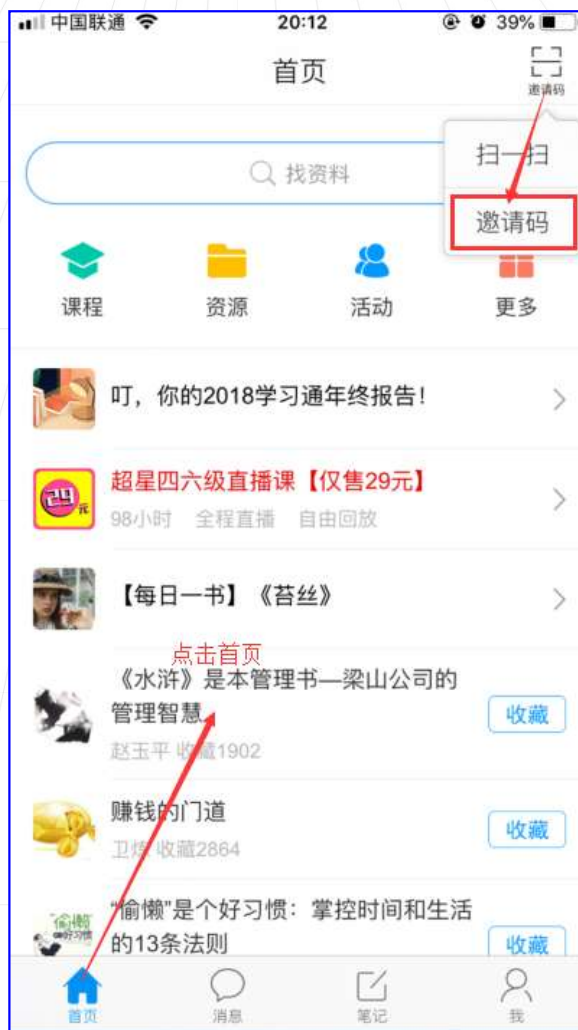 中国联通 20:12 39%
首页
邀请码
扫一扫
找资料
邀请码
课程 资源 活动 更多
叮，你的2018学习通年终报告！
超星四六级直播课【仅售29元】
29元
98小时 全程直播 自由回放
【每日一书】《苔丝》
点击首页
《水浒》是本管理书—梁山公司的
管理智慧
收藏
赵玉平 收藏1902
赚钱的门道
收藏
卫炜 收藏2864
“偷懒”是个好习惯：掌控时间和生活
的13条法则
收藏
首页 消息 笔记 我